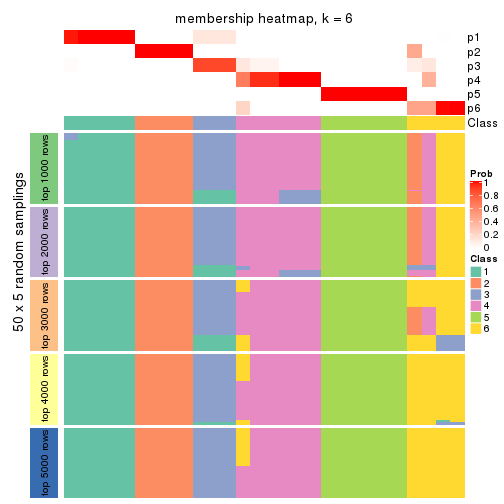 membership heatmap, k = 6
p1
p2
p3
p4
p5
p6
Class
50 x 5 random samplings
top 1000 rows
top 2000 rows
top 3000 rows
top 4000 rows
top 5000 rows
Prob
1
0.8
0.6
0.4
0.2
0
Class
1
2
3
4
5
6